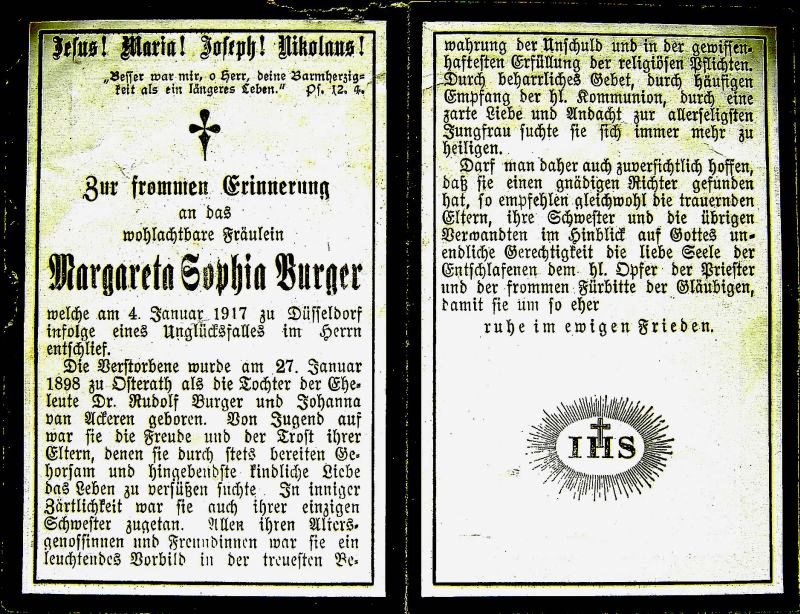 Jesus! Maria! Joseph! Nikolaus!
„Besser war mir, o Herr, deine Barmherzig-
keit als ein längeres Leben.“ Ps. 12. 4.
Zur frommen Erinnerung
an das
wohlachtbare Fräulein
Margareta Sophia Burger
welche am 4. Januar 1917 zu Düsseldorf
infolge eines Unglücksfalles im Herrn
entschlief.
Die Verstorbene wurde am 27. Januar
1898 zu Osterath als die Tochter der Ehe-
leute Dr. Rudolf Burger und Johanna
van Ackeren geboren. Von Jugend auf
war sie die Freude und der Trost ihrer
Eltern, denen sie durch stets bereiten Ge-
horsam und hingebendste kindliche Liebe
das Leben zu versüßen suchte. In inniger
Zärtlichkeit war sie auch ihrer einzigen
Schwester zugetan. Allen ihren Alters-
genossinnen und Freundinnen war sie ein
leuchtendes Vorbild in der treuesten Be-
wahrung der Unschuld und in der gewissen-
haftesten Erfüllung der religiösen Pflichten.
Durch beharrliches Gebet, durch häufigen
Empfang der hl. Kommunion, durch eine
zarte Liebe und Andacht zur allerseligsten
Jungfrau suchte sie sich immer mehr zu
heiligen.
Darf man daher auch zuversichtlich hoffen,
daß sie einen gnädigen Richter gefunden
hat, so empfehlen gleichwohl die trauernden
Eltern, ihre Schwester und die übrigen
Verwandten im Hinblick auf Gottes un-
endliche Gerechtigkeit die liebe Seele der
Entschlafenen dem hl. Opfer der Priester
und der frommen Fürbitte der Gläubigen,
damit sie um so eher
ruhe im ewigen Frieden.
IHS